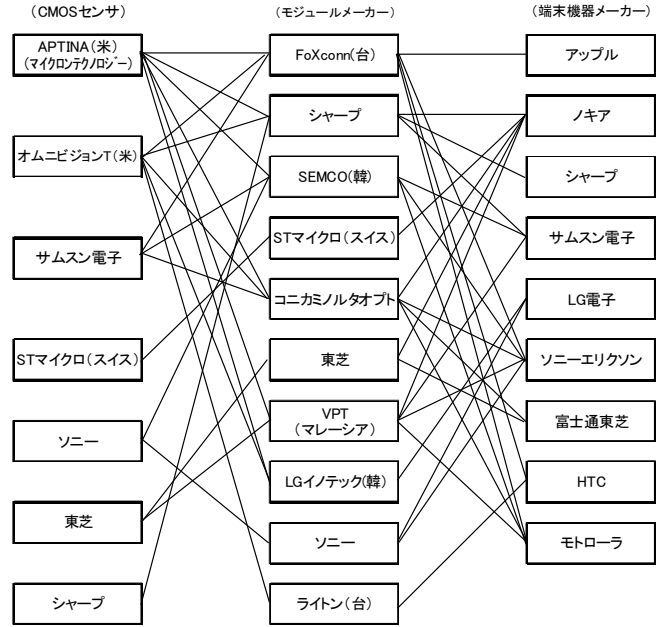 （CMOSセンサ）
（モジュールメーカー）
（端末機器メーカー）
APTINA（米）
（マイクロンテクノロジー）
FoXconn（台）
アップル
シャープ
ノキア
オムニビジョンT（米）
SEMCO（韓）
シャープ
サムスン電子
STマイクロ（スイス）
サムスン電子
コニカミノルタオプト
LG電子
STマイクロ（スイス）
東芝
ソニーエリクソン
ソニー
VPT
（マレーシア）
富士通東芝
LGイノテック（韓）
HTC
東芝
ソニー
モトローラ
シャープ
ライトン（台）